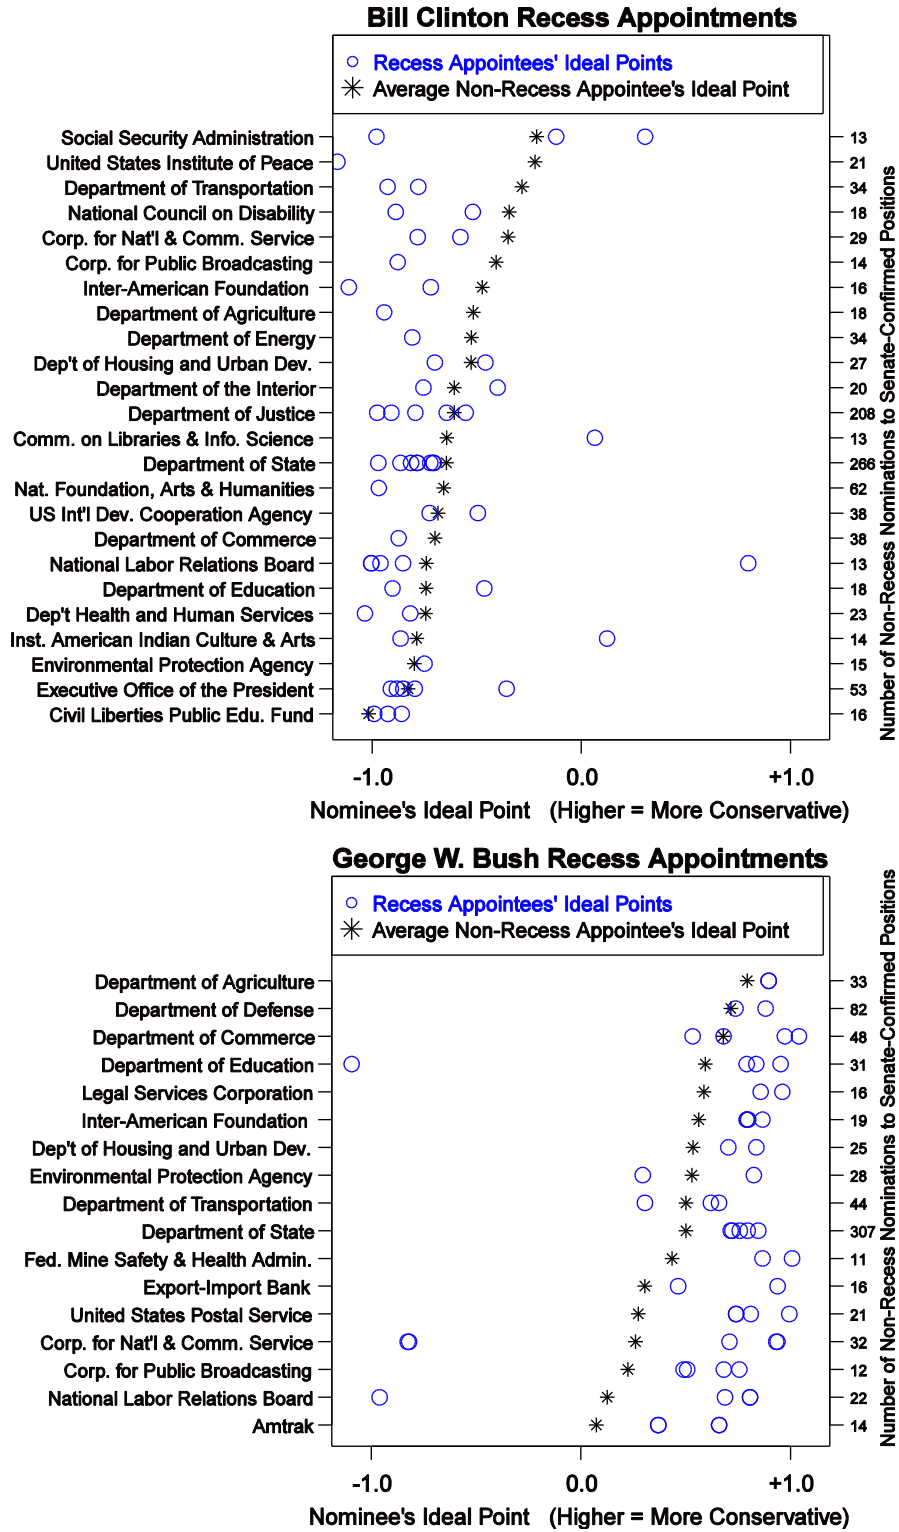 Bill Clinton Recess Appointments
Recess Appointees' Ideal Points
Average Non-Recess Appointee's Ideal Point
Social Security Administration 13
United States Institute of Peace 21
Department of Transportation 34
National Council on Disability 18
Corp. for Nat'l & Comm. Service 29
Corp. for Public Broadcasting 14
Inter-American Foundation 16
Department of Agriculture 18
Department of Energy 34
Dep't of Housing and Urban Dev. 27
Department of the Interior 20
Department of Justice 208
Comm. on Libraries & Info. Science 13
Department of State 266
Nat. Foundation, Arts & Humanities 62
US Int'l Dev. Cooperation Agency 38
Department of Commerce 38
National Labor Relations Board 13
Department of Education 18
Dep't Health and Human Services 23
Inst. American Indian Culture & Arts 14
Environmental Protection Agency 15
Executive Office of the President 53
Civil Liberties Public Edu. Fund 16
Number of Non-Recess Nominations to Senate-Confirmed Positions
-1.0 0.0 +1.0
Nominee's Ideal Point (Higher = More Conservative)
George W. Bush Recess Appointments
Recess Appointees' Ideal Points
Average Non-Recess Appointee's Ideal Point
Department of Agriculture 33
Department of Defense 82
Department of Commerce 48
Department of Education 31
Legal Services Corporation 16
Inter-American Foundation 19
Dep't of Housing and Urban Dev. 25
Environmental Protection Agency 28
Department of Transportation 44
Department of State 307
Fed. Mine Safety & Health Admin. 11
Export-Import Bank 16
United States Postal Service 21
Corp. for Nat'l & Comm. Service 32
Corp. for Public Broadcasting 12
National Labor Relations Board 22
Amtrak 14
Number of Non-Recess Nominations to Senate-Confirmed Positions
-1.0 0.0 +1.0
Nominee's Ideal Point (Higher = More Conservative)